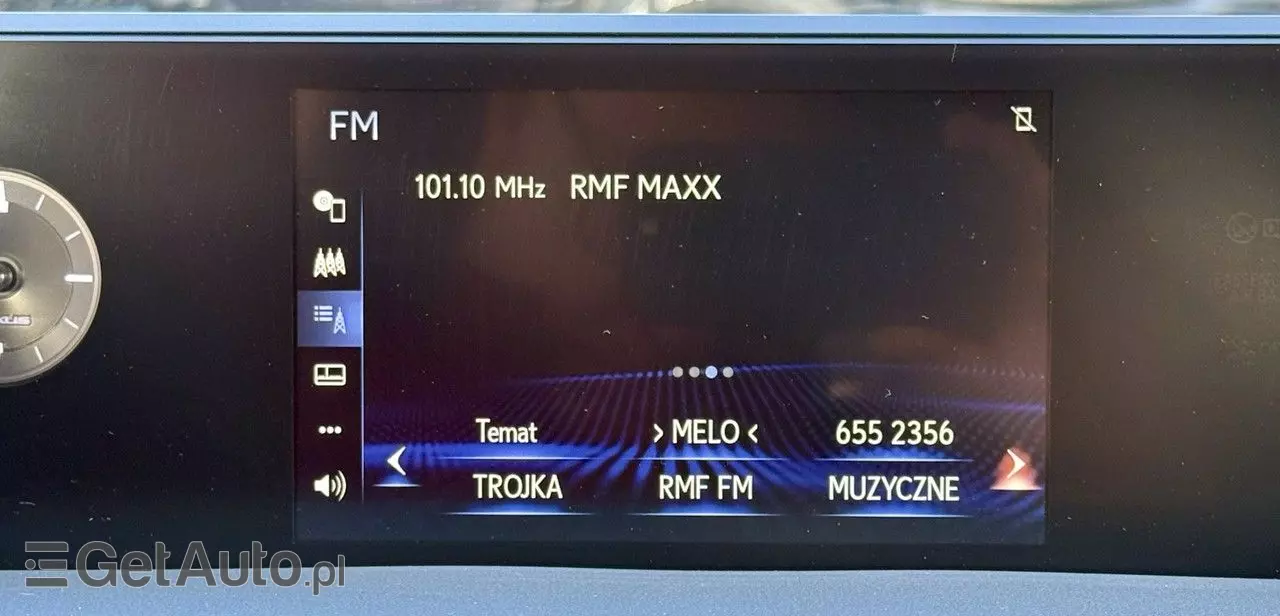 FM
101.10 MHz RMF MAXX
Temat > MELO < 655 2356
TROJKA RMF FM MUZYCZNE
GetAuto.pl